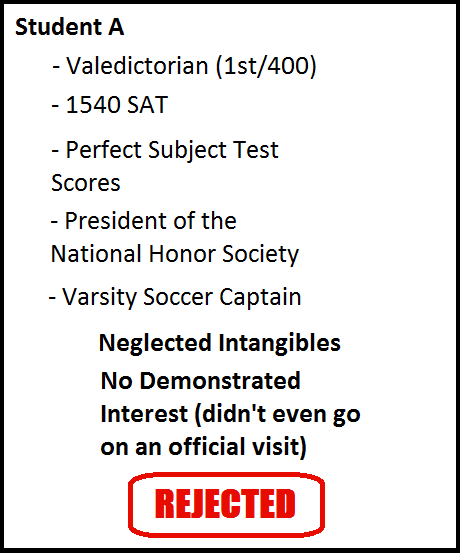 Student A
- Valedictorian (1st/400)
- 1540 SAT
- Perfect Subject Test
Scores
- President of the
National Honor Society
- Varsity Soccer Captain
Neglected Intangibles
No Demonstrated
Interest (didn't even go
on an official visit)
REJECTED